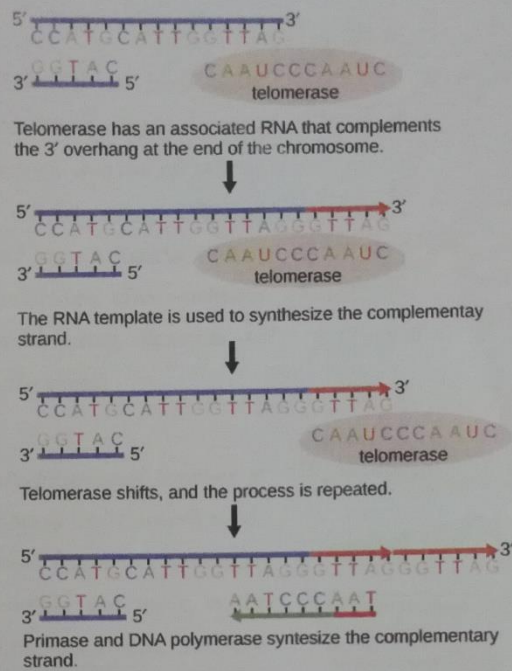 5′ 3′
CCATGCATTGGTTAG
GGTAC
3′ 5′
CAAUCCCAAUC
telomerase
Telomerase has an associated RNA that complements
the 3′ overhang at the end of the chromosome.
5′ 3′
CCATGCATTGGTTAGGGTTAG
GGTAC
3′ 5′
CAAUCCCAAUC
telomerase
The RNA template is used to synthesize the complementay
strand.
5′ 3′
CCATGCATTGGTTAGGGTTAG
GGTAC
3′ 5′
CAAUCCCAAUC
telomerase
Telomerase shifts, and the process is repeated.
5′ 3′
CCATGCATTGGTTAGGGTTAGGGTTAG
GGTAC AATCCCAAT
3′ 5′
Primase and DNA polymerase syntesize the complementary
strand.